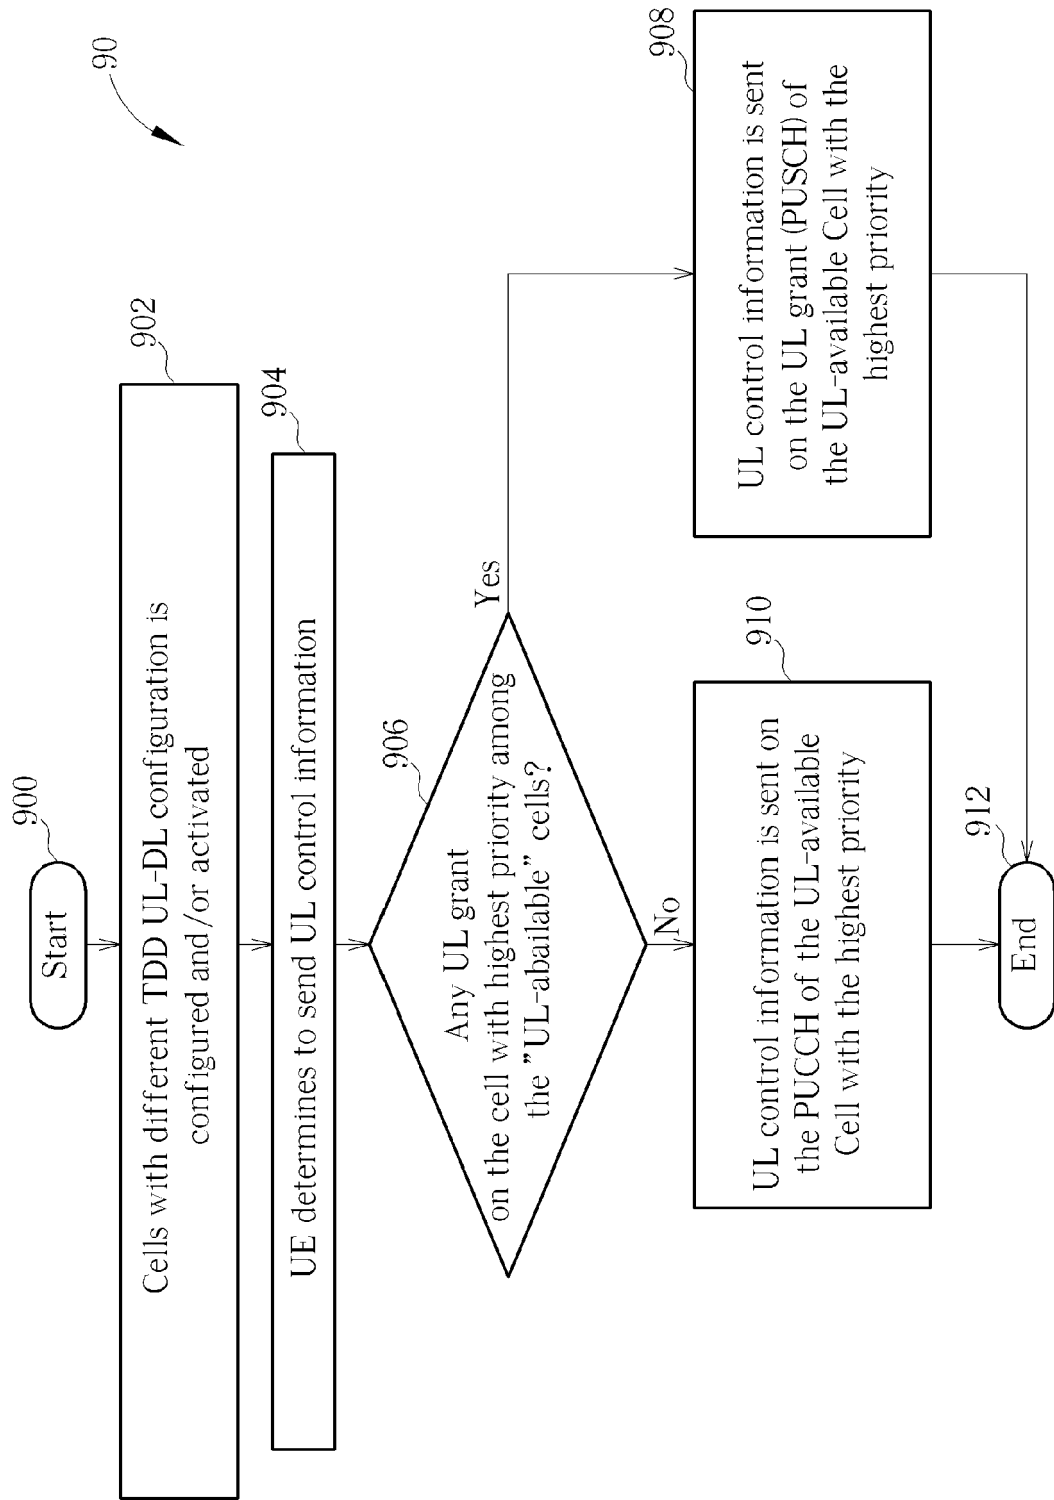 90
Start
900
Cells with different TDD UL-DL configuration is
configured and/or activated
902
UE determines to send UL control information
904
Any UL grant
on the cell with highest priority among
the "UL-abailable" cells?
906
Yes
No
UL control information is sent
on the UL grant (PUSCH) of
the UL-available Cell with the
highest priority
908
UL control information is sent on
the PUCCH of the UL-available
Cell with the highest priority
910
End
912